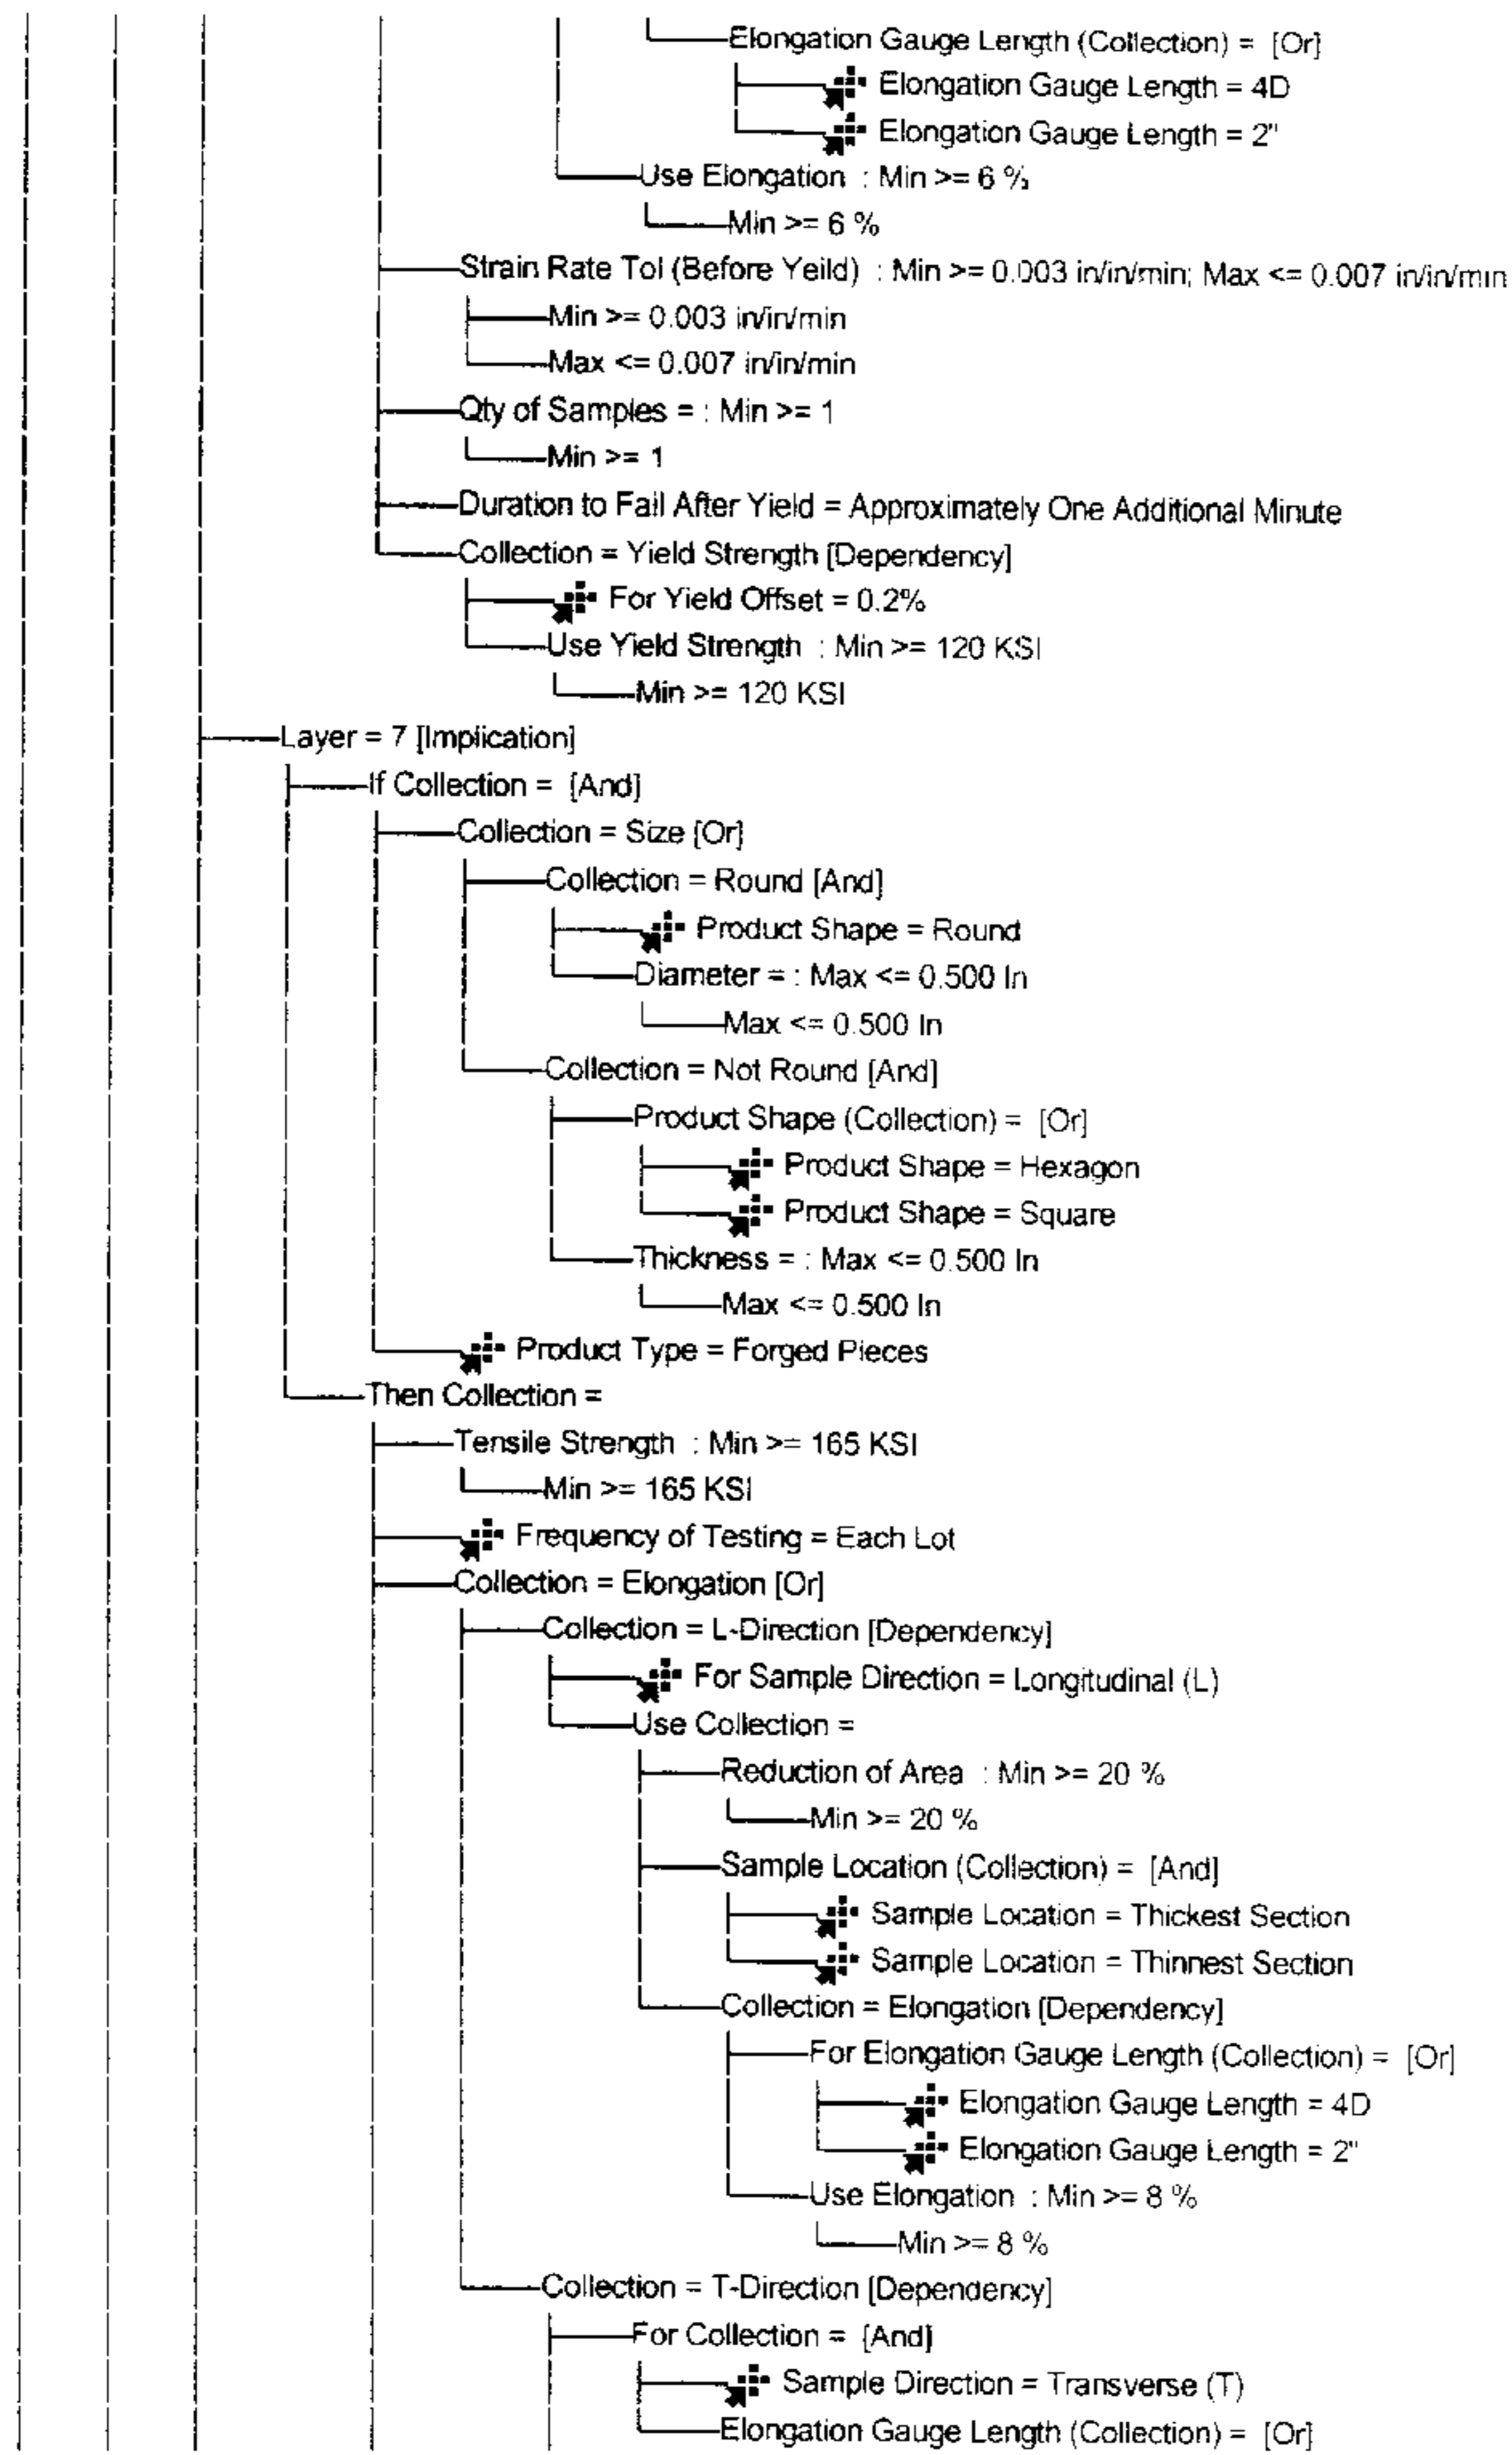 Elongation Gauge Length (Collection) = [Or]
Elongation Gauge Length = 4D
Elongation Gauge Length = 2"
Use Elongation : Min >= 6 %
Min >= 6 %
Strain Rate Tol (Before Yeild) : Min >= 0.003 in/in/min; Max <= 0.007 in/in/min
Min >= 0.003 in/in/min
Max <= 0.007 in/in/min
Qty of Samples = : Min >= 1
Min >= 1
Duration to Fail After Yield = Approximately One Additional Minute
Collection = Yield Strength [Dependency]
For Yield Offset = 0.2%
Use Yield Strength : Min >= 120 KSI
Min >= 120 KSI
Layer = 7 [Implication]
If Collection = [And]
Collection = Size [Or]
Collection = Round [And]
Product Shape = Round
Diameter = : Max <= 0.500 In
Max <= 0.500 In
Collection = Not Round [And]
Product Shape (Collection) = [Or]
Product Shape = Hexagon
Product Shape = Square
Thickness = : Max <= 0.500 In
Max <= 0.500 In
Product Type = Forged Pieces
Then Collection =
Tensile Strength : Min >= 165 KSI
Min >= 165 KSI
Frequency of Testing = Each Lot
Collection = Elongation [Or]
Collection = L-Direction [Dependency]
For Sample Direction = Longitudinal (L)
Use Collection =
Reduction of Area : Min >= 20 %
Min >= 20 %
Sample Location (Collection) = [And]
Sample Location = Thickest Section
Sample Location = Thinnest Section
Collection = Elongation [Dependency]
For Elongation Gauge Length (Collection) = [Or]
Elongation Gauge Length = 4D
Elongation Gauge Length = 2"
Use Elongation : Min >= 8 %
Min >= 8 %
Collection = T-Direction [Dependency]
For Collection = [And]
Sample Direction = Transverse (T)
Elongation Gauge Length (Collection) = [Or]